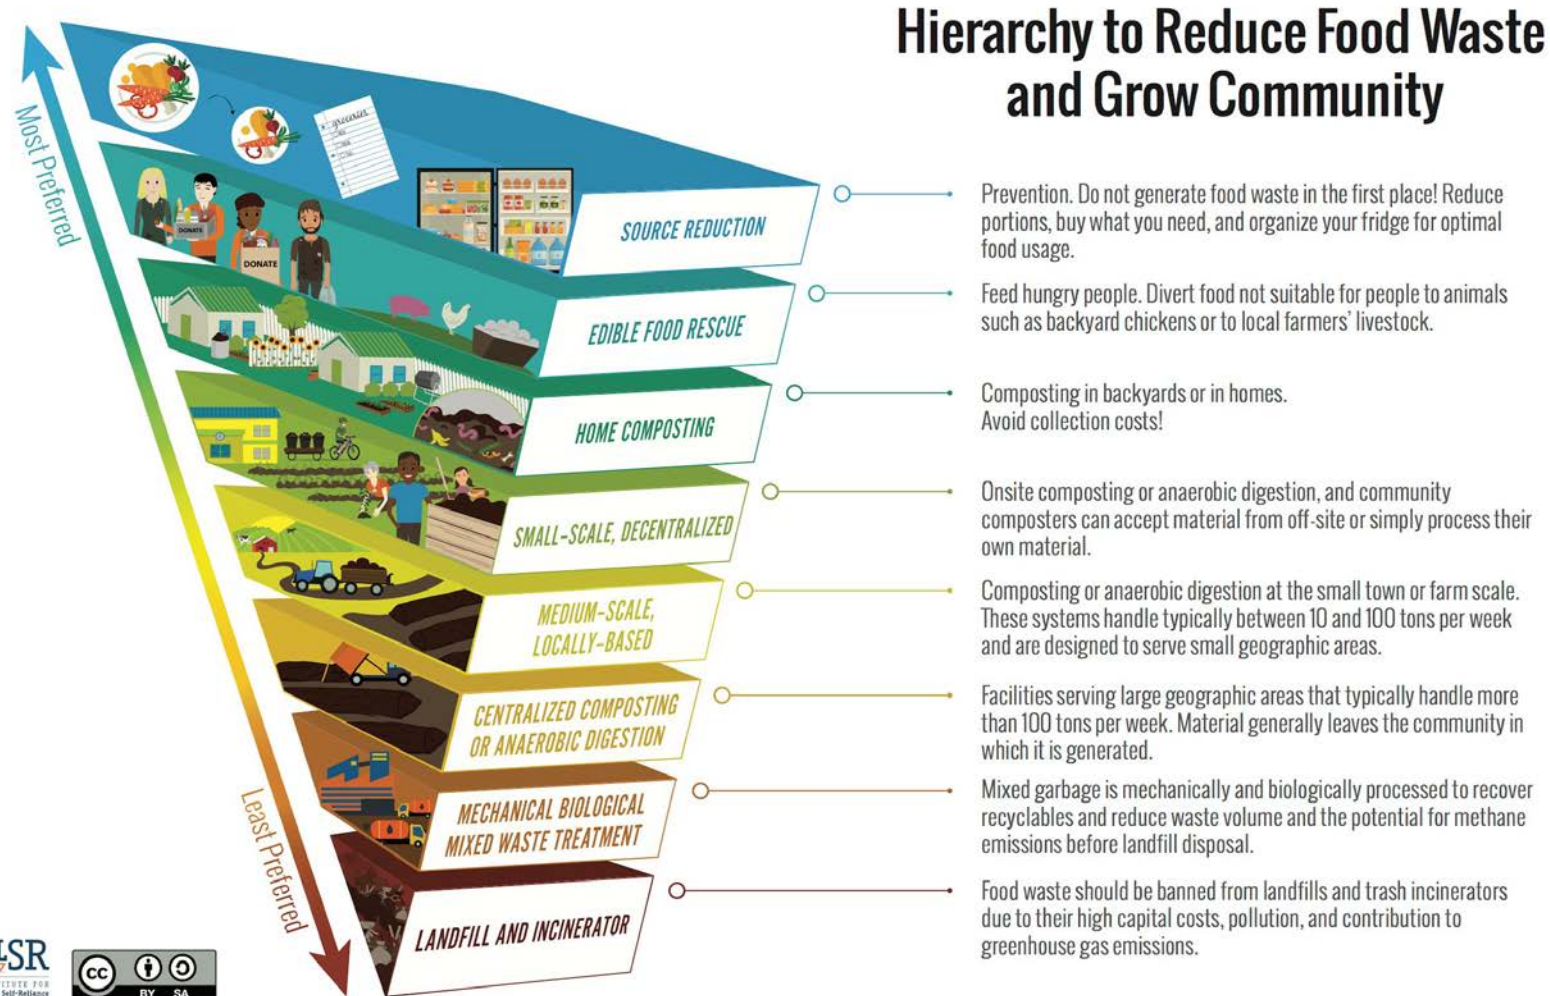 Hierarchy to Reduce Food Waste
and Grow Community
Most Preferred
groceries
DONATE
DONATE
SOURCE REDUCTION
Prevention. Do not generate food waste in the first place! Reduce
portions, buy what you need, and organize your fridge for optimal
food usage.
EDIBLE FOOD RESCUE
Feed hungry people. Divert food not suitable for people to animals
such as backyard chickens or to local farmers' livestock.
HOME COMPOSTING
Composting in backyards or in homes.
Avoid collection costs!
SMALL-SCALE, DECENTRALIZED
Onsite composting or anaerobic digestion, and community
composters can accept material from off-site or simply process their
own material.
MEDIUM-SCALE,
LOCALLY-BASED
Composting or anaerobic digestion at the small town or farm scale.
These systems handle typically between 10 and 100 tons per week
and are designed to serve small geographic areas.
CENTRALIZED COMPOSTING
OR ANAEROBIC DIGESTION
Facilities serving large geographic areas that typically handle more
than 100 tons per week. Material generally leaves the community in
which it is generated.
MECHANICAL BIOLOGICAL
MIXED WASTE TREATMENT
Mixed garbage is mechanically and biologically processed to recover
recyclables and reduce waste volume and the potential for methane
emissions before landfill disposal.
LANDFILL AND INCINERATOR
Food waste should be banned from landfills and trash incinerators
due to their high capital costs, pollution, and contribution to
greenhouse gas emissions.
Least Preferred
LSR
FOR
Self-Reliance
cc
BY SA